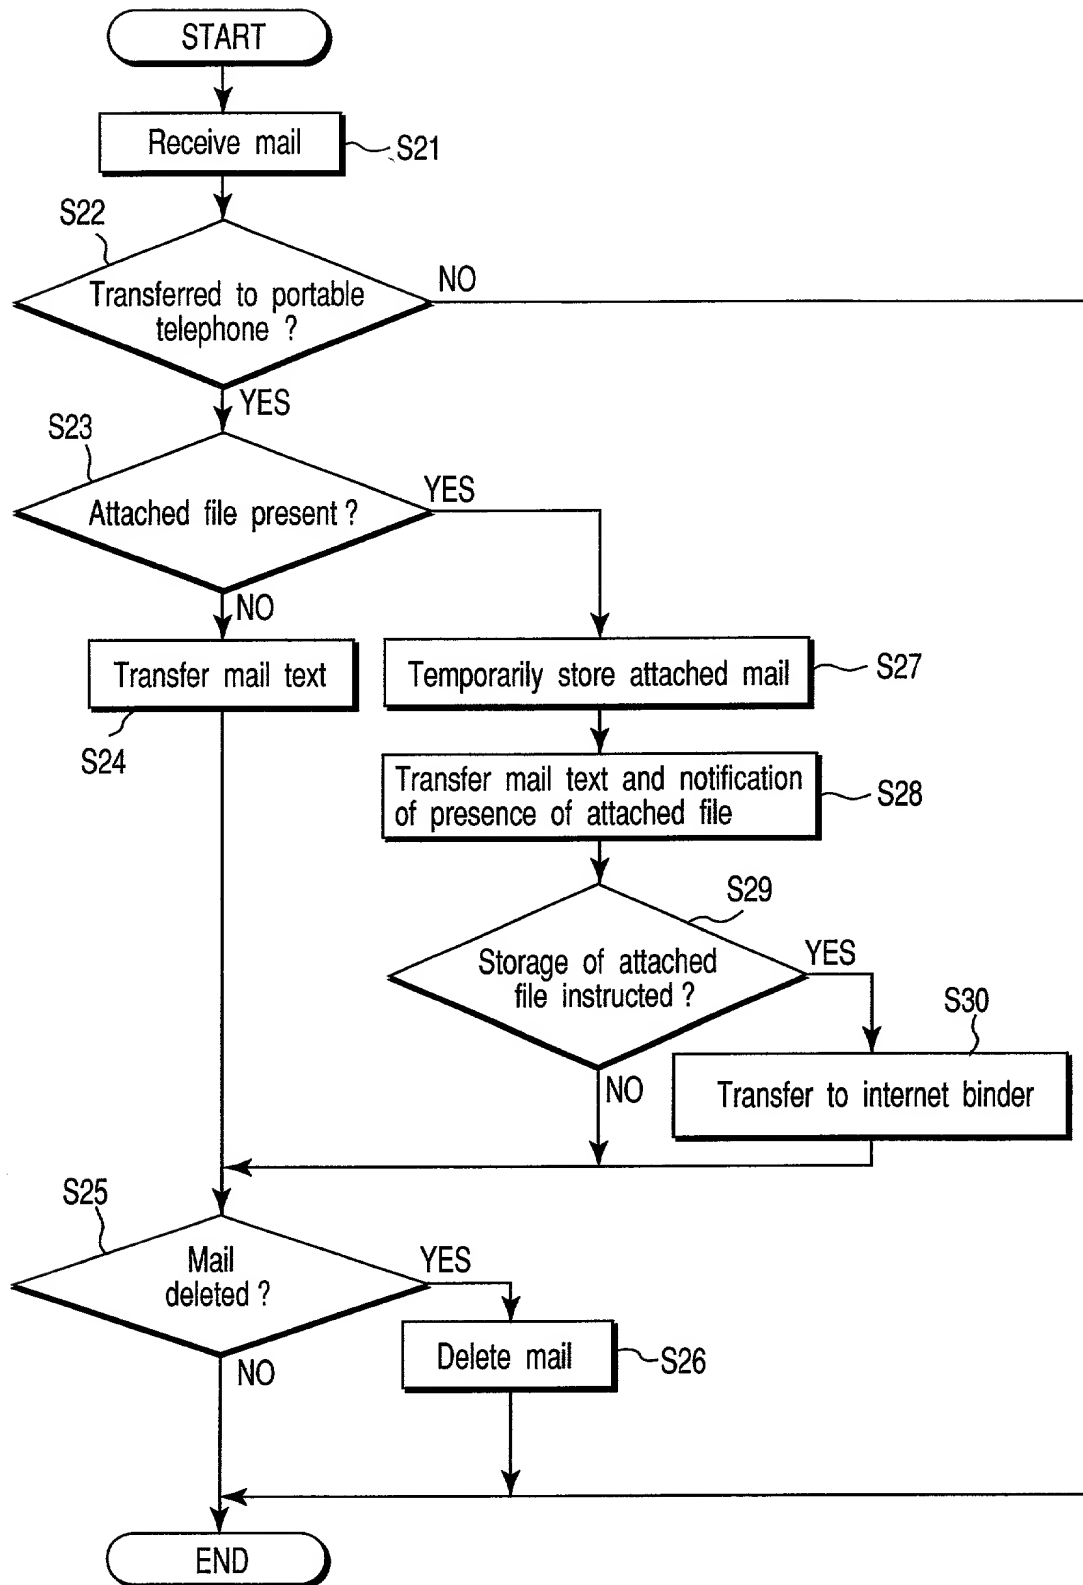 START
Receive mail
S21
S22
Transferred to portable
telephone ?
NO
YES
S23
Attached file present ?
YES
NO
Transfer mail text
S24
Temporarily store attached mail
S27
Transfer mail text and notification
of presence of attached file
S28
S29
Storage of attached
file instructed ?
YES
NO
S30
Transfer to internet binder
S25
Mail
deleted ?
YES
NO
Delete mail
S26
END